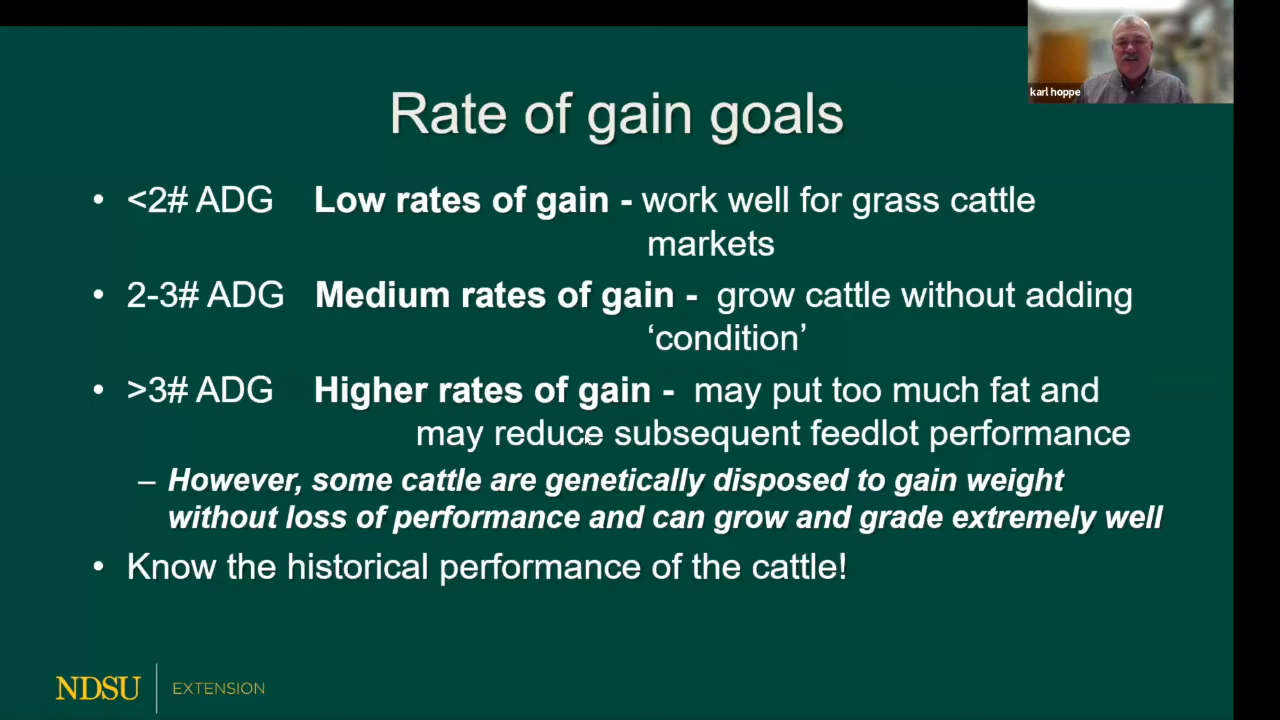 karl hoppe
Rate of gain goals
• <2# ADG Low rates of gain - work well for grass cattle
markets
• 2-3# ADG Medium rates of gain - grow cattle without adding
‘condition’
• >3# ADG Higher rates of gain - may put too much fat and
may reduce subsequent feedlot performance
– However, some cattle are genetically disposed to gain weight
without loss of performance and can grow and grade extremely well
• Know the historical performance of the cattle!
NDSU EXTENSION